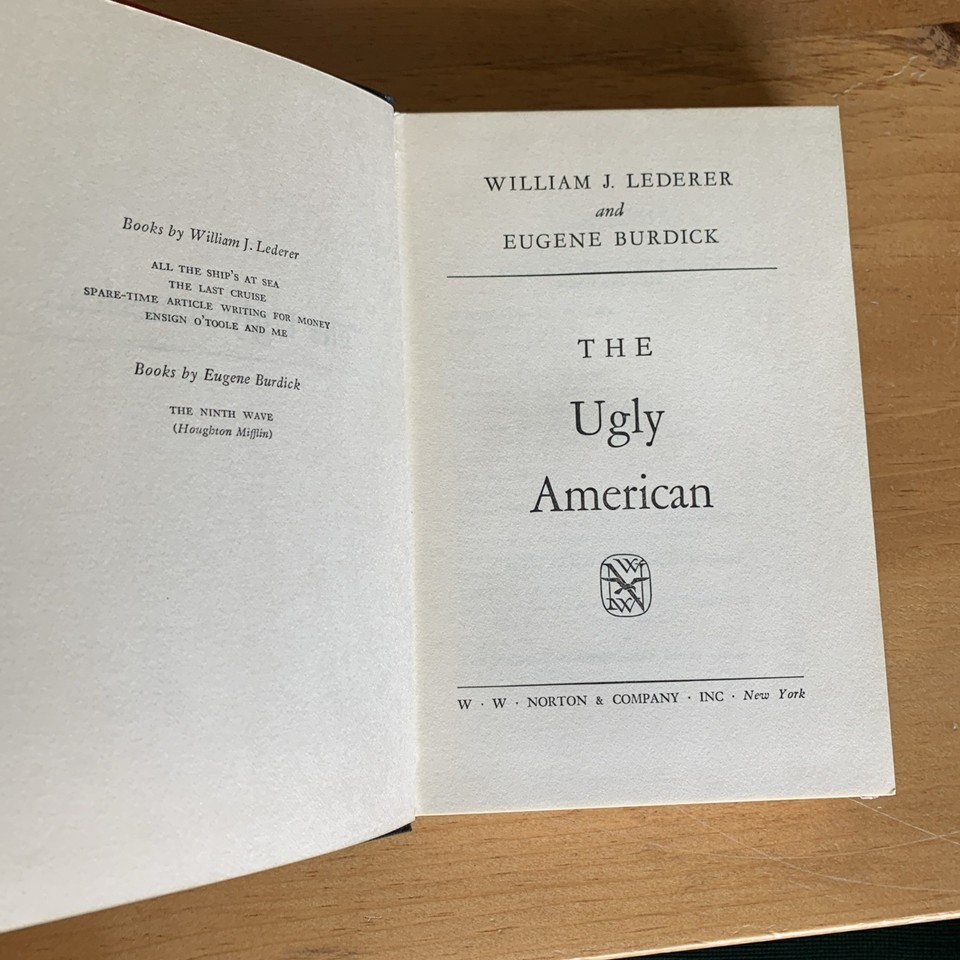 Books by William J. Lederer
ALL THE SHIP'S AT SEA
THE LAST CRUISE
SPARE-TIME ARTICLE WRITING FOR MONEY
ENSIGN O'TOOLE AND ME
Books by Eugene Burdick
THE NINTH WAVE
(Houghton Mifflin)
WILLIAM J. LEDERER
and
EUGENE BURDICK
THE
Ugly
American
W · W · NORTON & COMPANY · INC · New York